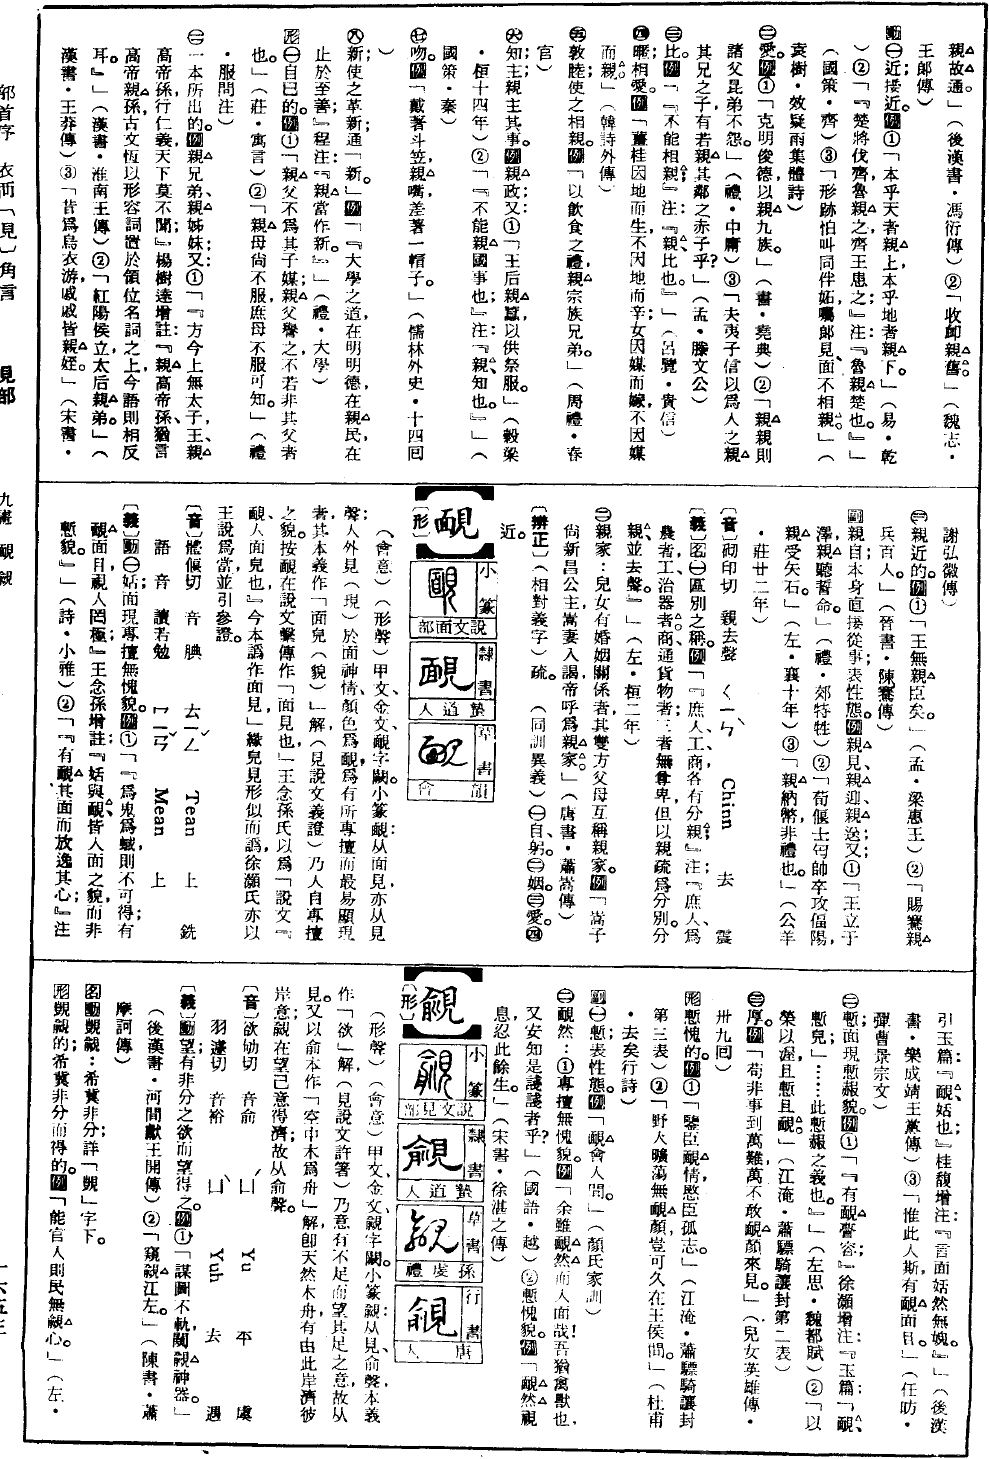 親故通。」（後漢書・馮衍傳）②「收卹親舊。」（魏志・
王郎傳）
動㊀近;接近。例①「本乎天者親上本乎地者親下。」（易・乾
）②「『楚將伐齊魯親之齊王患之』注:『魯親楚也。』」
（國策・齊）③「形跡怕叫同伴妬囑郎見面不相親。」（
袁樹・效疑雨集體詩）
㊁愛。例①「克明俊德以親九族。」（書・堯典）②「親親則
諸父昆弟不怨。」（禮・中庸）③「夫夷子信以爲人之親
其兄之子有若親其鄰之赤子乎?」（孟・滕文公）
㊂比。例「『不能相親』注:『親、比也。』」（呂覽・貴信）
㊃暱;相愛。例「薑桂因地而生,不因地而辛;女因媒而嫁,不因媒
而親。」（韓詩外傳）
㊄敦睦;使之相親。例「以飲食之禮親宗族兄弟。」（周禮・春
官）
㊅知;主;親主其事。例親政;又:①「王后親蠶以供祭服。」（穀梁
・桓十四年）②「『不能親國事也』注:『親、知也。』」（
國策・秦）
㊆吻。例「戴著斗笠親嘴,差著一帽子。」（儒林外史・十四回
）
㊇新;使之革新;通「新」。例「『大學之道在明明德,在親民,在
止於至善』程注:『親當作新。』」（禮・大學）
形㊀自己的。例①「親父不爲其子媒;親父譽之不若非其父者
也。」（莊・寓言）②「親母尙不服,庶母不服可知。」（禮
・服問注）
㊁一本所出的。例親兄弟、親姊妹;又:①「『方今上無太子,王、親
高帝孫,行仁義,天下莫不聞』楊樹達增註:『親高帝孫、猶言
高帝親孫,古文恆以形容詞置於領位名詞之上,今語則相反
耳。』」（漢書・淮南王傳）②「紅陽侯立太后親弟。」（
漢書・王莽傳）③「昔爲烏衣游,戚戚皆親姪。」（宋書・
謝弘微傳）
㊂親近的。例①「王無親臣矣。」（孟・梁惠王）②「賜騫親
兵百人。」（晉書・陳騫傳）
副親自;本身直接從事;表性態。例親見、親迎、親送;又:①「王立于
澤,親聽誓命。」（禮・郊特牲）②「荀偃士匄帥卒攻偪陽,
親受矢石。」（左・襄十年）③「親納幣,非禮也。」（公羊
・莊廿二年）
〔音〕砌印切 親去聲 ㄑㄧㄣˋ Chinn 去 震
〔義〕名㊀區別之稱。例「『庶人、工、商各有分親』注:『庶人爲
農者,工治器者,商通貨物者;三者無尊卑,但以親疏爲分別。分
親、並去聲。』」（左・桓二年）
㊁親家:兒女有婚姻關係者,其雙方父母互稱親家。例「嵩子
尙新昌公主,嵩妻入謁,帝呼爲親家。」（唐書・蕭嵩傳）
〔辨正〕（相對義字）疏。（同訓異義）㊀自、躬。㊁姻。㊂愛。㊃
近。
靦
〔形〕
小篆 說文面部
隸書 蟄道人
草書 韻會
（會意）（形聲）甲文、金文、靦字闕。小篆靦:从面見,亦从見
聲,人外見（現）於面,神情顏色爲靦;爲有所專擅而最易顯現
者,其本義作「面皃（貌）」解（見說文義證）乃人自專擅
之貌。按靦在說文繫傳作「面見也」王念孫氏以爲「說文『
靦、人面皃也』今本譌作面見」緣皃見形似而譌,徐灝氏亦以
王說爲當,並引參證。
〔音〕體偃切 音腆 ㄊㄧㄢˇ Tean 上 銑
語音 讀若勉 ㄇㄧㄢˇ Mean 上
〔義〕動㊀姡;面現專擅無愧貌。例①「『爲鬼爲蜮,則不可得;有
靦面目,視人罔極』王念孫增註:『姡與靦、皆人面之貌,而非
慙貌。』」（詩・小雅）②「『有靦其面而放逸其心』注
引玉篇:『靦、姡也』桂馥增注:『言面姡然無愧。』」（後漢
書・樂成靖王黨傳）③「惟此人斯,有靦面目。」（任昉・
彈曹景宗文）
㊁慙;面現慙赧貌。例①「『有靦瞢容』徐灝增注:『玉篇:「靦、
慙皃」……此慙赧之義也。』」（左思・魏都賦）②「以
榮以渥,且慙且靦」（江淹・蕭驃騎讓封第二表）
㊂厚。例「苟非事到萬難,萬不敢靦顏來見。」（兒女英雄傳・
卅九回）
形慙愧的。例①「鑒臣靦情,愍臣孤志。」（江淹・蕭驃騎讓封
第三表）②「野人曠蕩無靦顏,豈可久在王侯間」（杜甫
・去矣行詩）
副㊀慙;表性態。例「靦會人間。」（顏氏家訓）
㊁靦然:①專擅無愧貌。例「余雖靦然而人面哉!吾猶禽獸也,
又安知是諓諓者乎?」（國語・越）②慙愧貌。例「靦然視
息,忍此餘生。」（宋書・徐湛之傳）
覦
〔形〕
小篆 說文見部
隸書 蟄道人
草書 孫虔禮
行書 唐人
（形聲）（會意）甲文、金文、覦字闕。小篆覦:从見,俞聲,本義
作「欲」解（見說文許箸）乃意有不足而望其足之意,故从
見。又以俞本作「空中木爲舟」解,卽天然木舟,有由此岸濟彼
岸意;覦在望己意得濟,故从俞聲。
〔音〕欲劬切 音俞 ㄩˊ Yu 平 虞
羽遽切 音裕 ㄩˋ Yuh 去 遇
〔義〕動望;有非分之欲而望得之。例①「謀圖不軌,闚覦神器。」
（後漢書・河間獻王開傳）②「窺覦江左。」（陳書・蕭
摩訶傳）
名動覬覦:希冀非分,詳「覬」字下。
形覬覦的;希冀非分而得的。例「能官人則民無覦心。」（左・
部首字 衣襾「見」角言 見部 九畫 靦 覦 一六五三